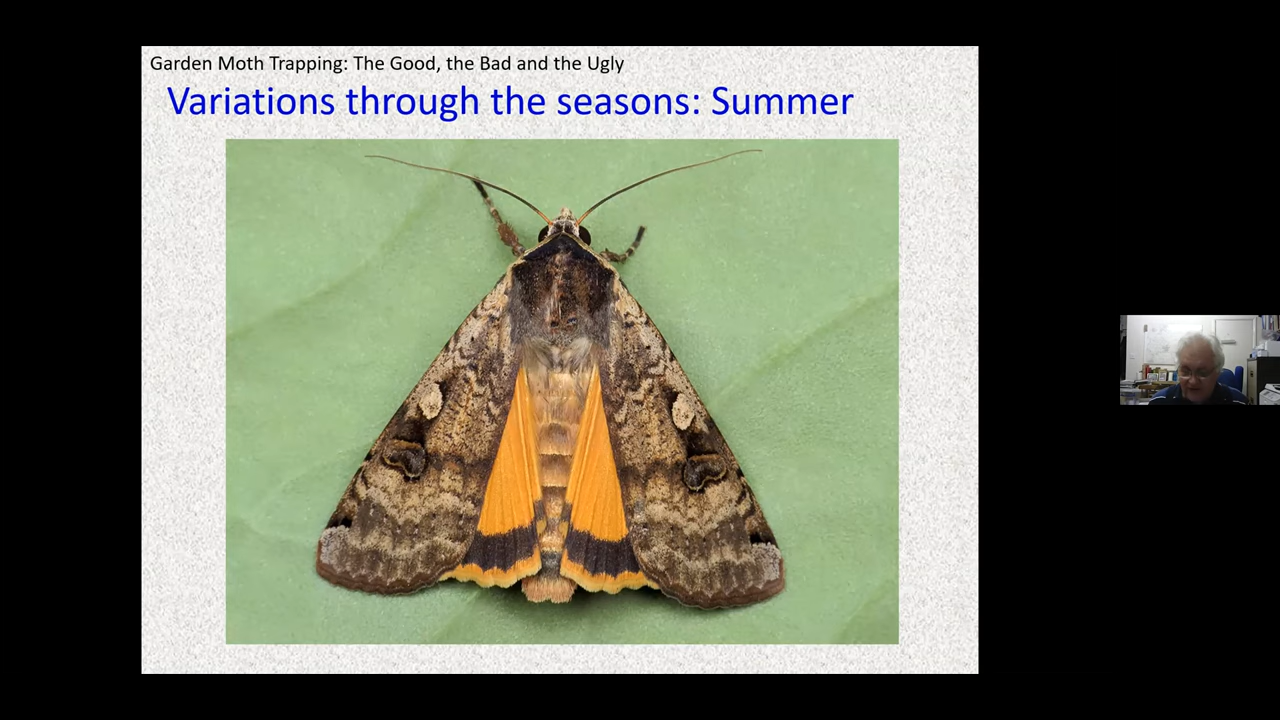 Garden Moth Trapping: The Good, the Bad and the Ugly
Variations through the seasons: Summer